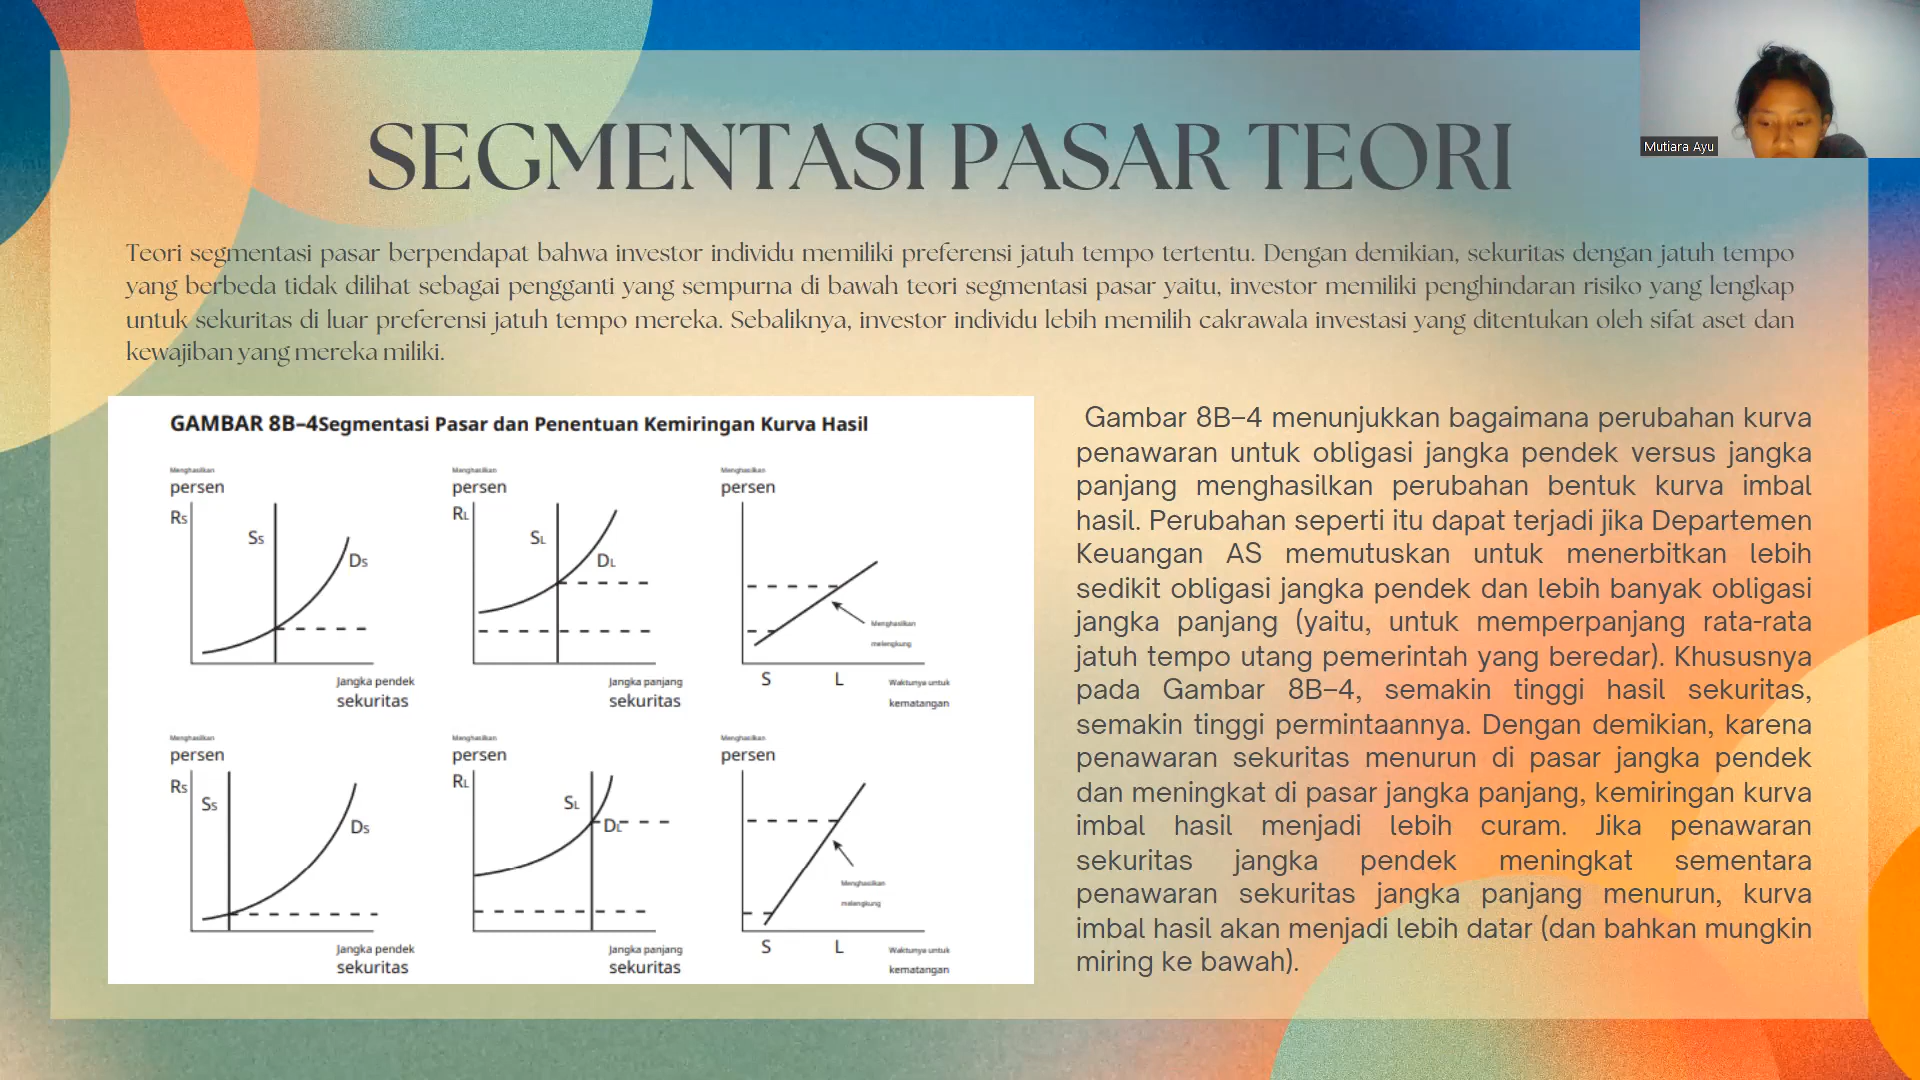 SEGMENTASI PASAR TEORI
Mutiara Ayu
Teori segmentasi pasar berpendapat bahwa investor individu memiliki preferensi jatuh tempo tertentu. Dengan demikian, sekuritas dengan jatuh tempo
yang berbeda tidak dilihat sebagai pengganti yang sempurna di bawah teori segmentasi pasar yaitu, investor memiliki penghindaran risiko yang lengkap
untuk sekuritas di luar preferensi jatuh tempo mereka. Sebaliknya, investor individu lebih memilih cakrawala investasi yang ditentukan oleh sifat aset dan
kewajiban yang mereka miliki.
GAMBAR 8B–4Segmentasi Pasar dan Penentuan Kemiringan Kurva Hasil
Menghasilkan
persen
Rs
Ss
Ds
Jangka pendek
sekuritas
Menghasilkan
persen
RL
SL
DL
Jangka panjang
sekuritas
Menghasilkan
persen
Menghasilkan
melengkung
S L
Waktunya untuk
kematangan
Menghasilkan
persen
Rs
Ss
Ds
Jangka pendek
sekuritas
Menghasilkan
persen
RL
SL
DL
Jangka panjang
sekuritas
Menghasilkan
persen
Menghasilkan
melengkung
S L
Waktunya untuk
kematangan
Gambar 8B–4 menunjukkan bagaimana perubahan kurva
penawaran untuk obligasi jangka pendek versus jangka
panjang menghasilkan perubahan bentuk kurva imbal
hasil. Perubahan seperti itu dapat terjadi jika Departemen
Keuangan AS memutuskan untuk menerbitkan lebih
sedikit obligasi jangka pendek dan lebih banyak obligasi
jangka panjang (yaitu, untuk memperpanjang rata-rata
jatuh tempo utang pemerintah yang beredar). Khususnya
pada Gambar 8B–4, semakin tinggi hasil sekuritas,
semakin tinggi permintaannya. Dengan demikian, karena
penawaran sekuritas menurun di pasar jangka pendek
dan meningkat di pasar jangka panjang, kemiringan kurva
imbal hasil menjadi lebih curam. Jika penawaran
sekuritas jangka pendek meningkat sementara
penawaran sekuritas jangka panjang menurun, kurva
imbal hasil akan menjadi lebih datar (dan bahkan mungkin
miring ke bawah).